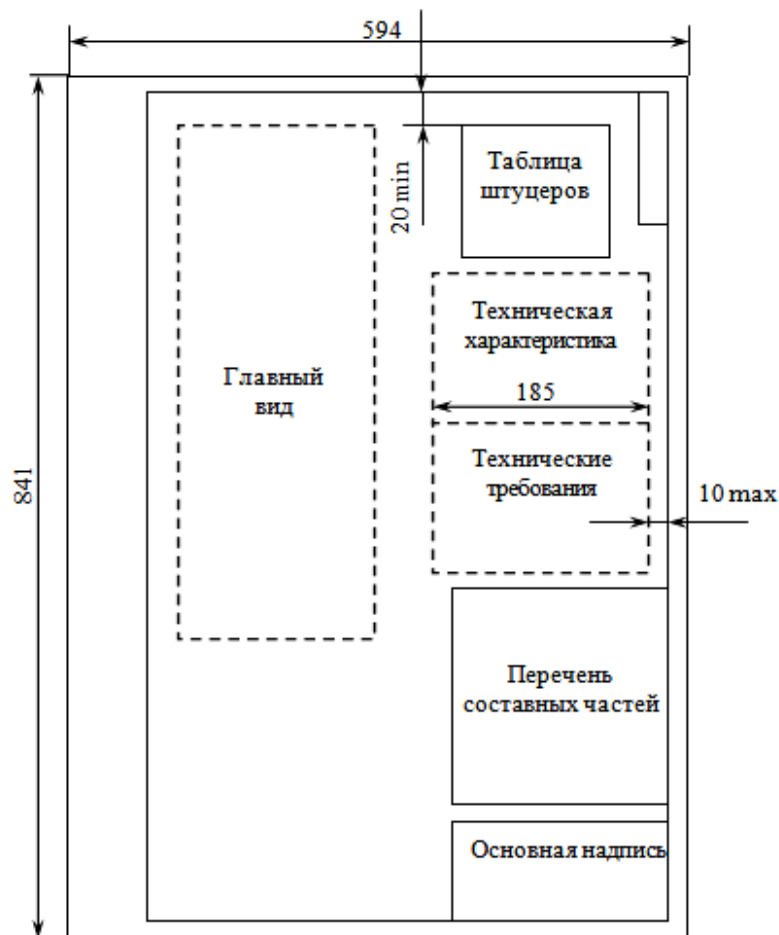 594
Таблица
штуцеров
20 min
Техническая
характеристика
Главный
вид
185
Технические
требования
841
10 max
Перечень
составных частей
Основная надпись